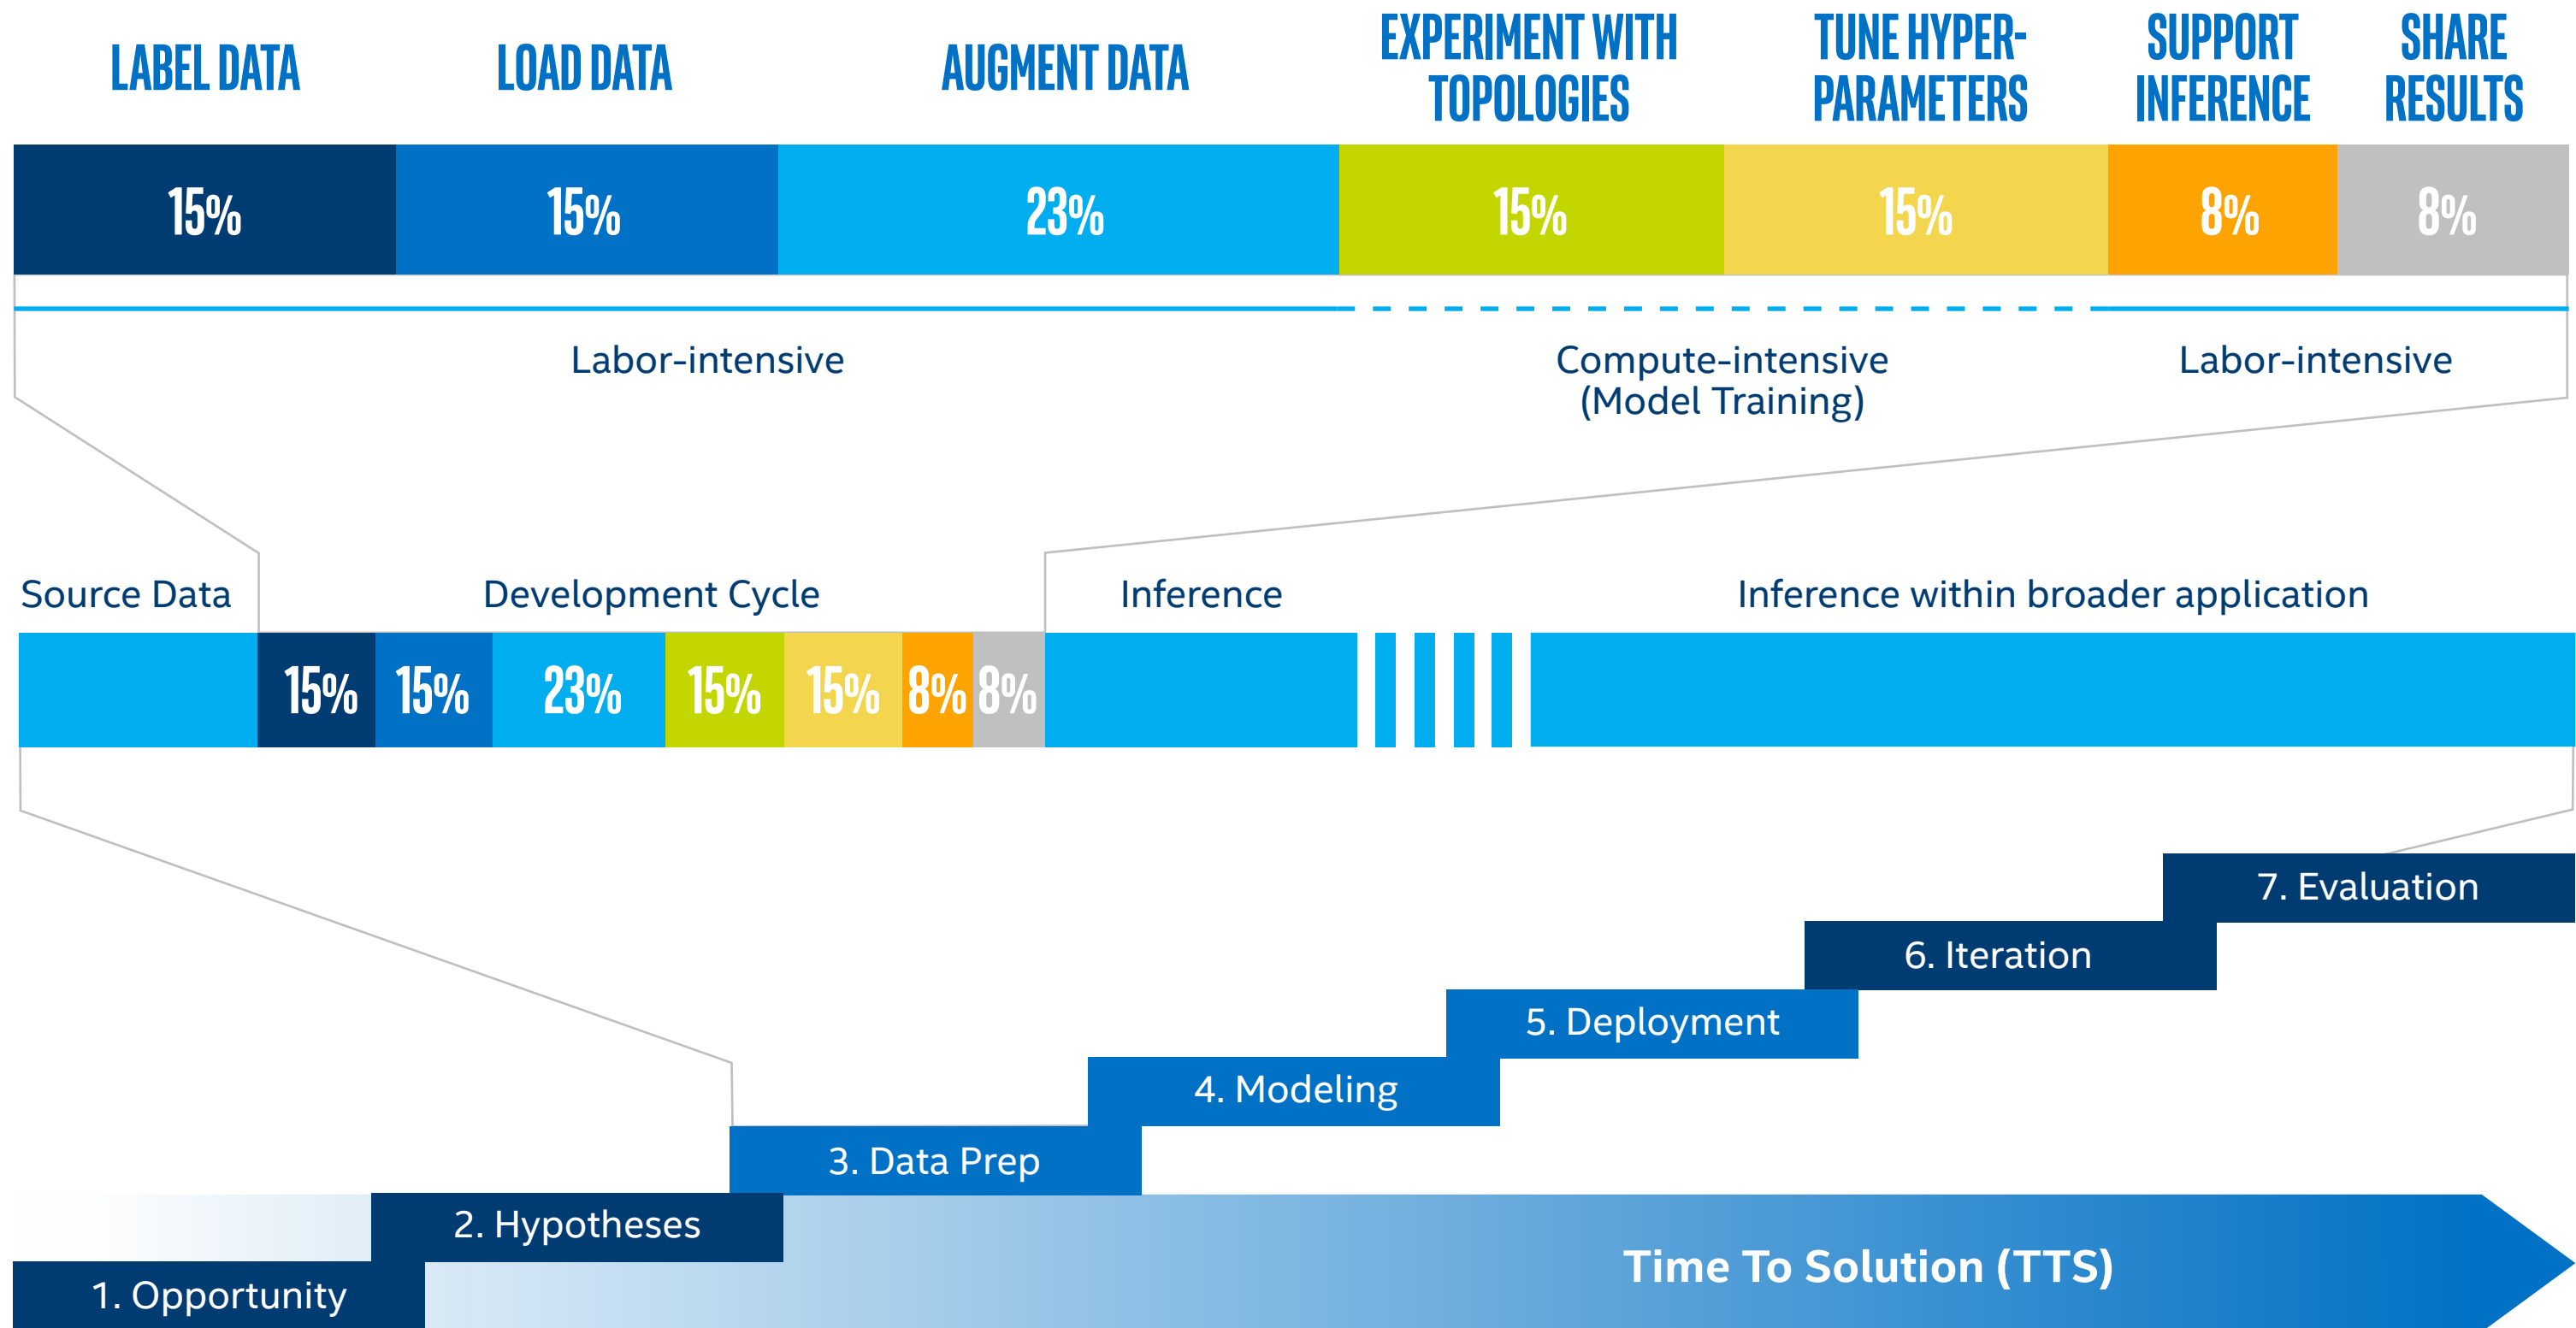 LABEL DATA
LOAD DATA
AUGMENT DATA
EXPERIMENT WITH
TOPOLOGIES
TUNE HYPER-
PARAMETERS
SUPPORT
INFERENCE
SHARE
RESULTS
15%
15%
23%
15%
15%
8%
8%
Labor-intensive
Compute-intensive
(Model Training)
Labor-intensive
Source Data
Development Cycle
Inference
Inference within broader application
15%
15%
23%
15%
15%
8%
8%
7. Evaluation
6. Iteration
5. Deployment
4. Modeling
3. Data Prep
2. Hypotheses
1. Opportunity
Time To Solution (TTS)